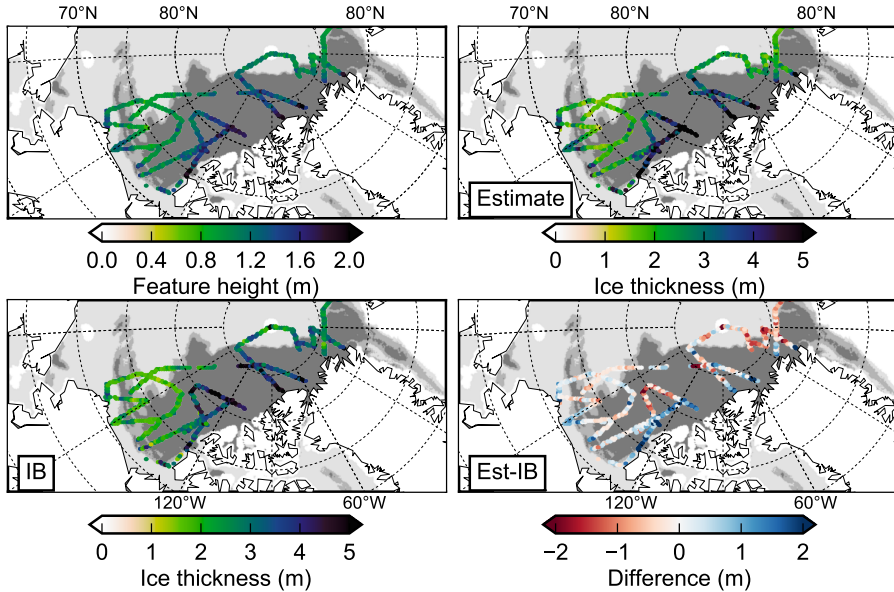 70°N 80°N 80°N
70°N 80°N 80°N
Estimate
0.0 0.4 0.8 1.2 1.6 2.0
Feature height (m)
0 1 2 3 4 5
Ice thickness (m)
IB
Est-IB
120°W 60°W
120°W 60°W
0 1 2 3 4 5
Ice thickness (m)
−2 −1 0 1 2
Difference (m)